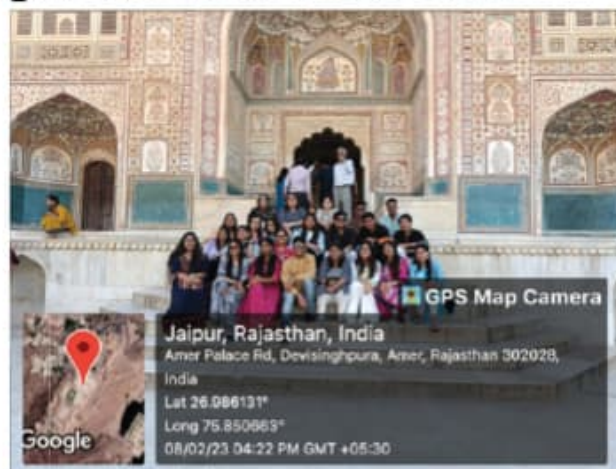 GPS Map Camera
Jaipur, Rajasthan, India
Amer Palace Rd, Devisinghpura, Amer, Rajasthan 302028,
India
Lat 26.986131°
Long 75.850663°
08/02/23 04:22 PM GMT +05:30
Google